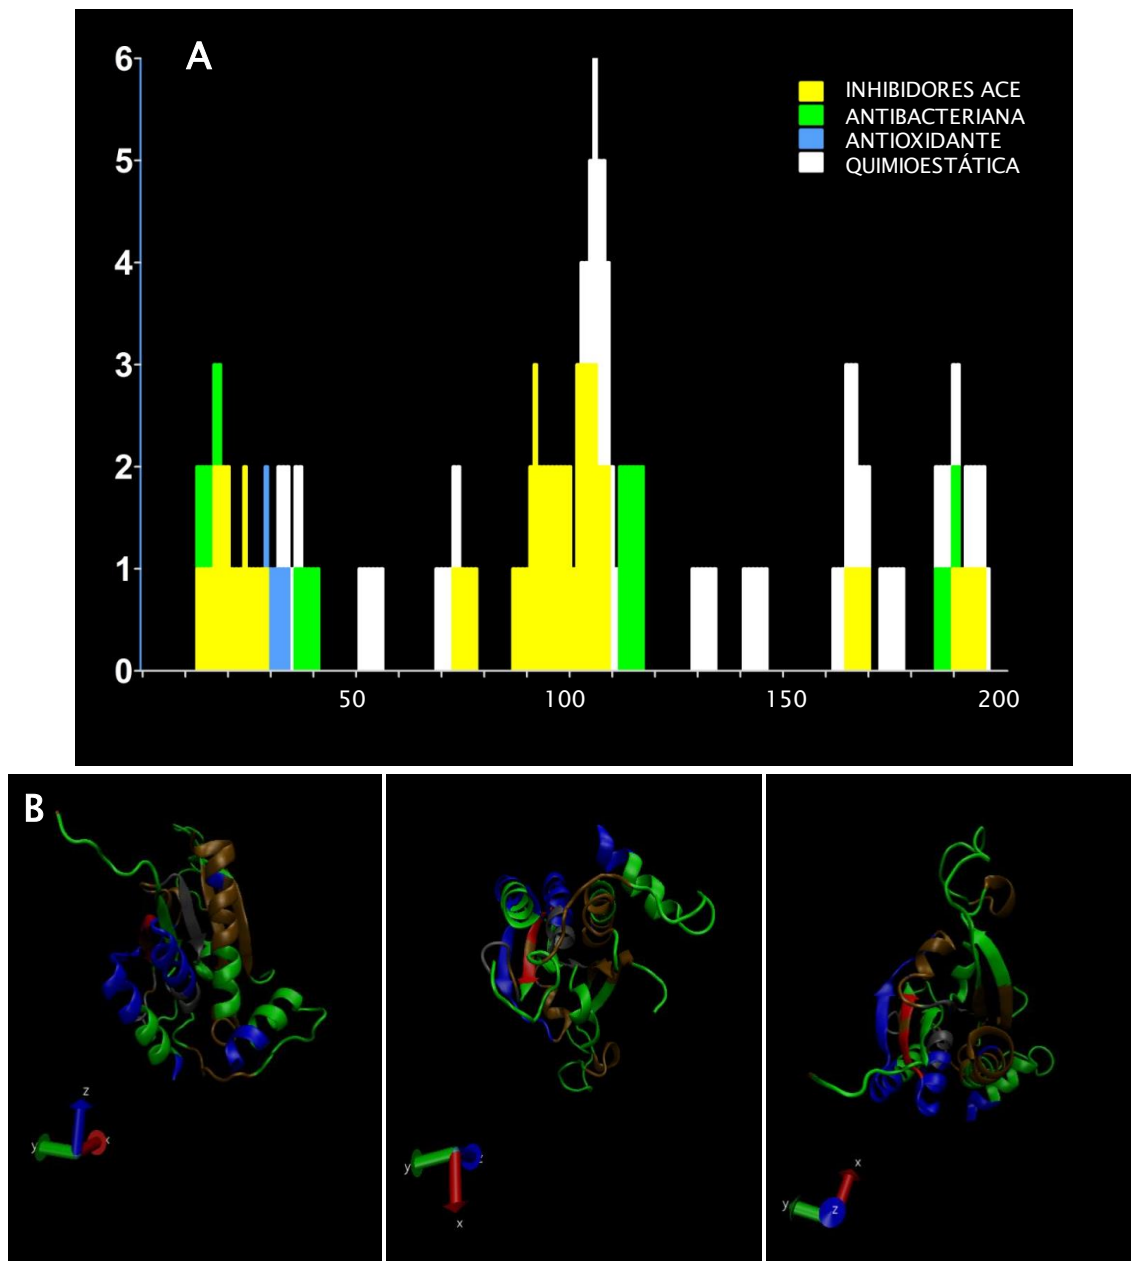 A
6
5
4
3
2
1
0
INHIBIDORES ACE
ANTIBACTERIANA
ANTIOXIDANTE
QUIMIOESTÁTICA
50 100 150 200
B
z
y x
y z
x
x
y
z